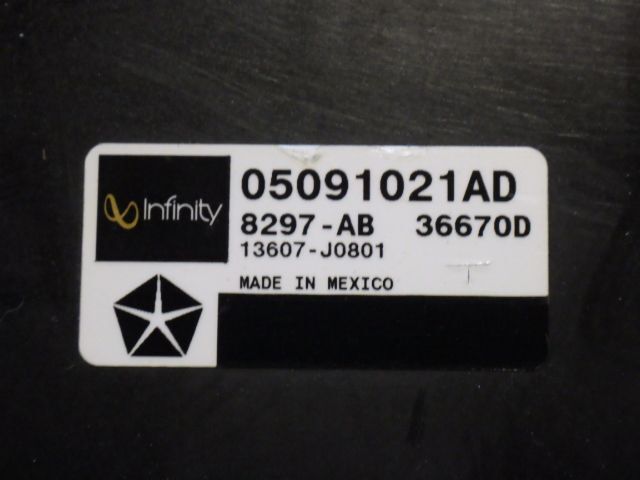 Infinity
05091021AD
8297-AB 36670D
13607-J0801
MADE IN MEXICO
T